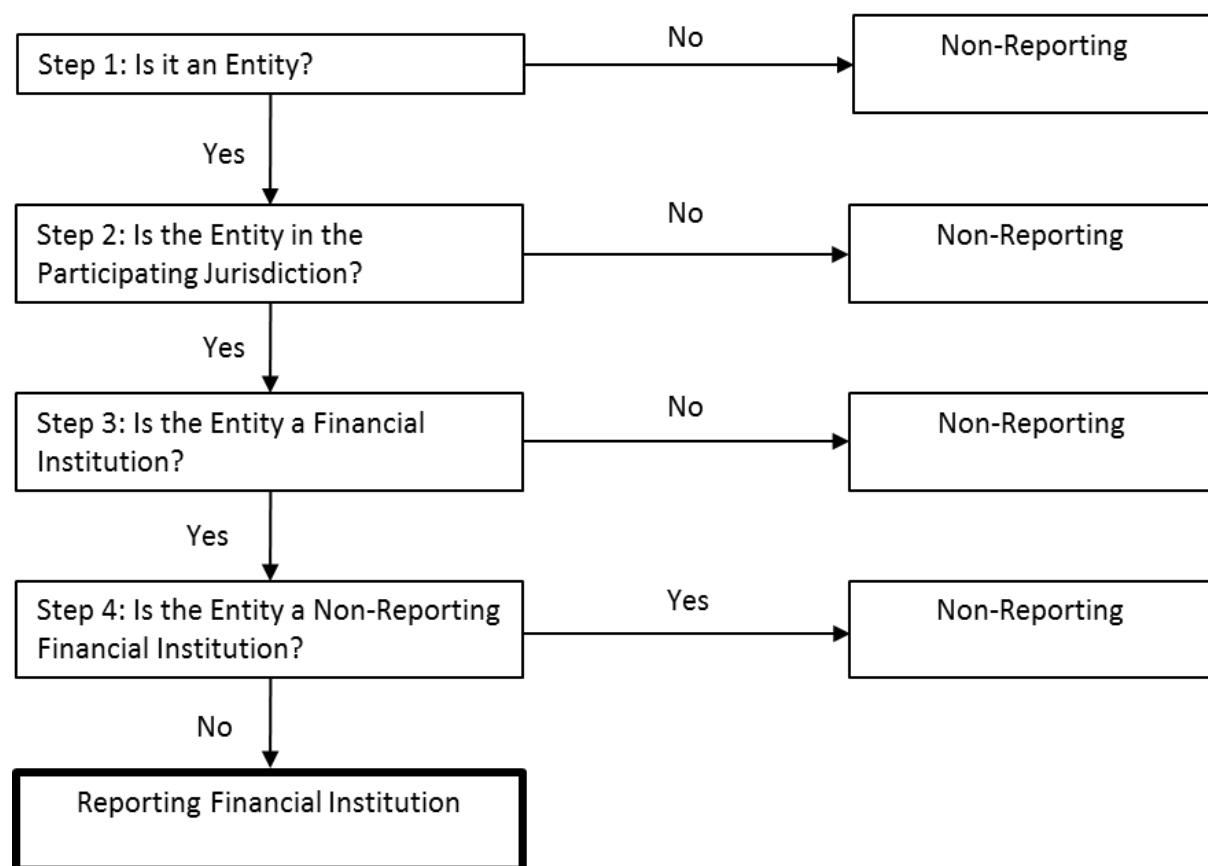 Step 1: Is it an Entity?
No
Non-Reporting
Yes
Step 2: Is the Entity in the
Participating Jurisdiction?
No
Non-Reporting
Yes
Step 3: Is the Entity a Financial
Institution?
No
Non-Reporting
Yes
Step 4: Is the Entity a Non-Reporting
Financial Institution?
Yes
Non-Reporting
No
Reporting Financial Institution